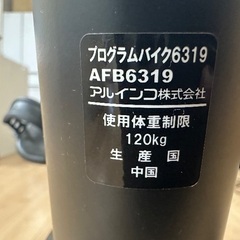 プログラムバイク6319
AFB6319
アルインコ株式会社
使用体重制限
120kg
生産国
中国